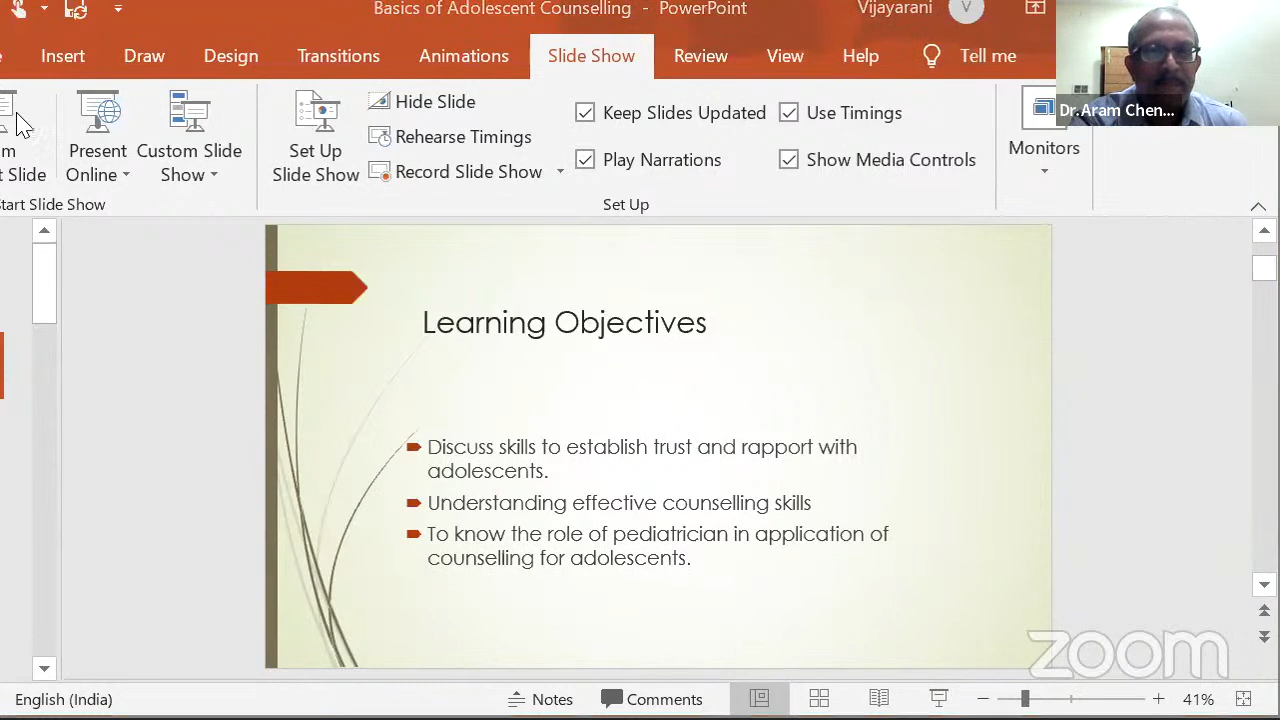 Basics of Adolescent Counselling - PowerPoint
Vijayarani
V
Insert Draw Design Transitions Animations Slide Show Review View Help Tell me
Present Online
Custom Slide Show
Set Up Slide Show
Hide Slide
Rehearse Timings
Record Slide Show
Keep Slides Updated
Play Narrations
Use Timings
Show Media Controls
Monitors
Dr.Aram Chen...
t Slide
tart Slide Show
Set Up
Learning Objectives
Discuss skills to establish trust and rapport with
adolescents.
Understanding effective counselling skills
To know the role of pediatrician in application of
counselling for adolescents.
zoom
English (India)
Notes
Comments
41%